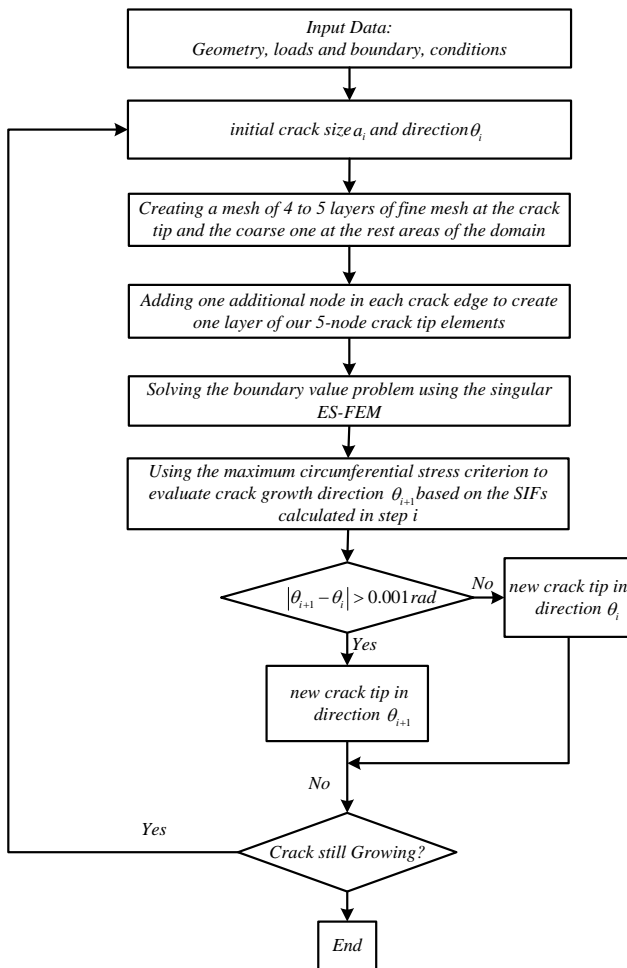 Input Data:
Geometry, loads and boundary, conditions
initial crack size a_i and direction θ_i
Creating a mesh of 4 to 5 layers of fine mesh at the crack
tip and the coarse one at the rest areas of the domain
Adding one additional node in each crack edge to create
one layer of our 5-node crack tip elements
Solving the boundary value problem using the singular
ES-FEM
Using the maximum circumferential stress criterion to
evaluate crack growth direction θ_{i+1} based on the SIFs
calculated in step i
|θ_{i+1} − θ_i| > 0.001 rad
No
new crack tip in
direction θ_i
Yes
new crack tip in
direction θ_{i+1}
No
Yes
Crack still Growing?
End